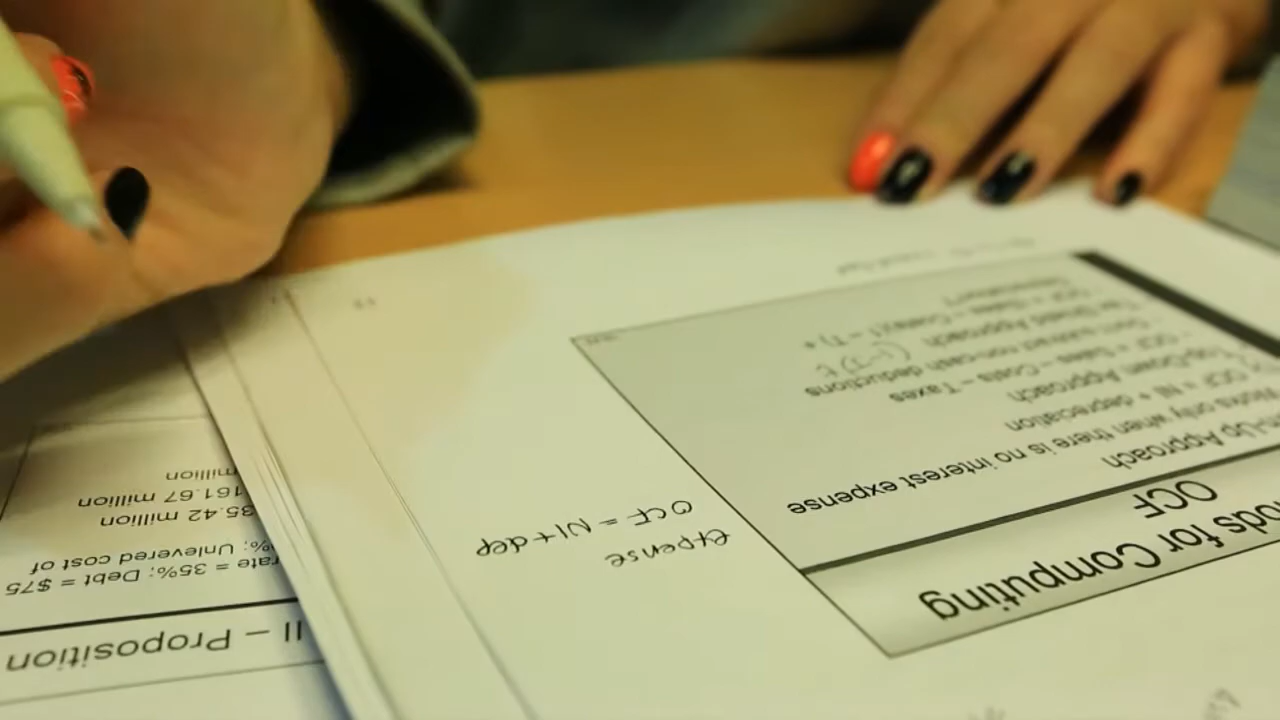 ods for Computing
OCF
n-Up Approach
Works only when there is no interest expense
OCF = NI + depreciation
Top-Down Approach
OCF = Sales – Costs – Taxes
Don't subtract non-cash deductions
Tax Shield Approach
OCF = (Sales – Costs)(1 – T) +
expense
OCF = NI + dep
II – Proposition
rate = 35%; Debt = $75
%; Unlevered cost of
35.42 million
161.67 million
million